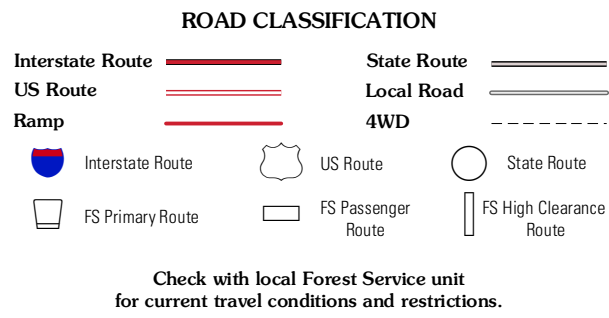 ROAD CLASSIFICATION
Interstate Route
State Route
US Route
Local Road
Ramp
4WD
Interstate Route
US Route
State Route
FS Primary Route
FS Passenger
Route
FS High Clearance
Route
Check with local Forest Service unit
for current travel conditions and restrictions.